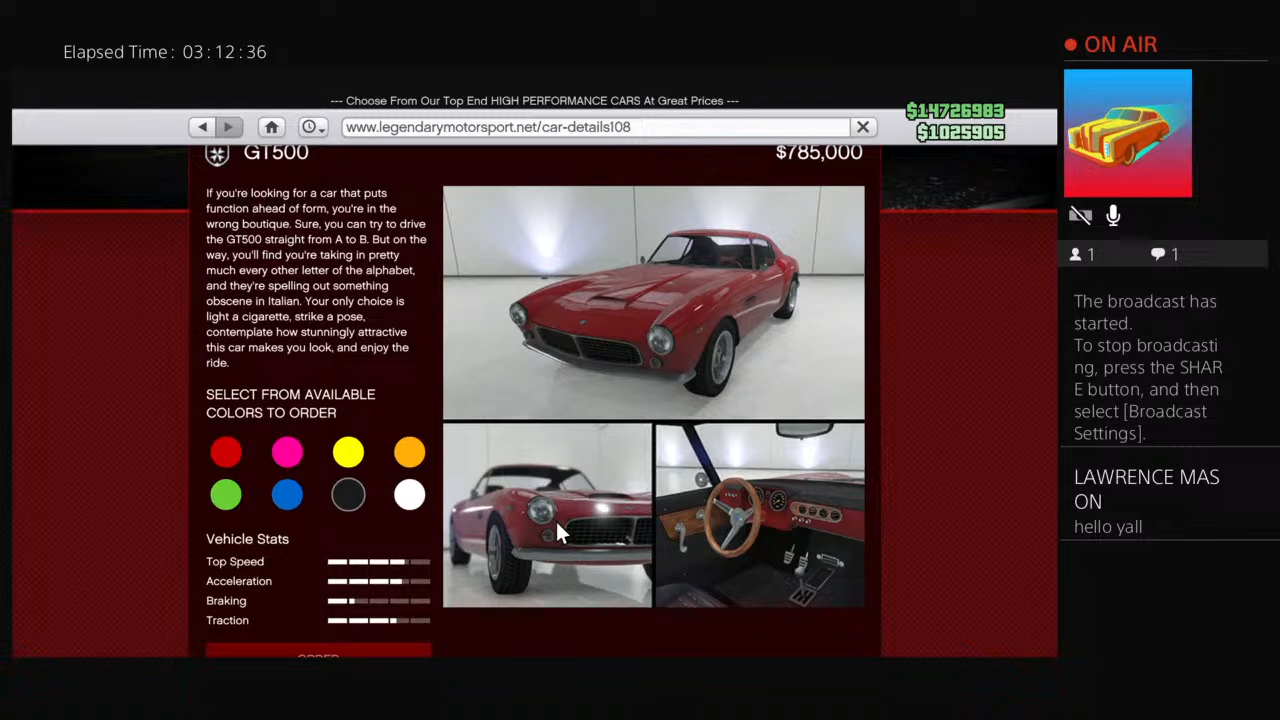 Elapsed Time: 03:12:36
ON AIR
--- Choose From Our Top End HIGH PERFORMANCE CARS At Great Prices ---
www.legendarymotorsport.net/car-details108
$14726983
$1025905
GT500
$785,000
If you're looking for a car that puts
function ahead of form, you're in the
wrong boutique. Sure, you can try to drive
the GT500 straight from A to B. But on the
way, you'll find you're taking in pretty
much every other letter of the alphabet,
and they're spelling out something
obscene in Italian. Your only choice is
light a cigarette, strike a pose,
contemplate how stunningly attractive
this car makes you look, and enjoy the
ride.
SELECT FROM AVAILABLE
COLORS TO ORDER
Vehicle Stats
Top Speed
Acceleration
Braking
Traction
ORDER
1
1
The broadcast has
started.
To stop broadcasti
ng, press the SHAR
E button, and then
select [Broadcast
Settings].
LAWRENCE MAS
ON
hello yall